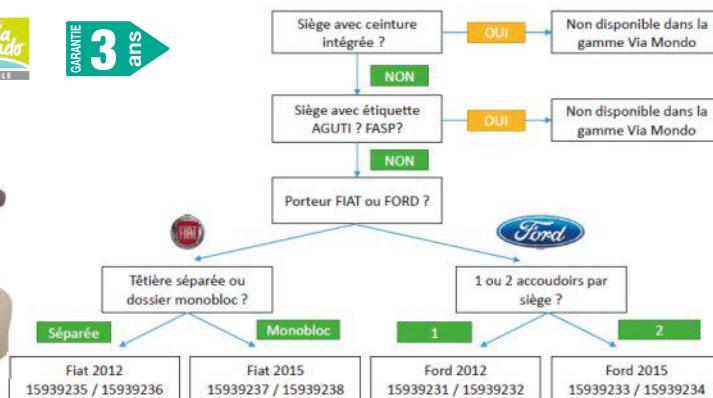 GARANTIE
3 ans
Siège avec ceinture
intégrée ?
OUI
Non disponible dans la
gamme Via Mondo
NON
Siège avec étiquette
AGUTI ? FASP?
OUI
Non disponible dans la
gamme Via Mondo
NON
Porteur FIAT ou FORD ?
FIAT
Ford
Têtière séparée ou
dossier monobloc ?
1 ou 2 accoudoirs par
siège ?
Séparée
Monobloc
1
2
Fiat 2012
15939235 / 15939236
Fiat 2015
15939237 / 15939238
Ford 2012
15939231 / 15939232
Ford 2015
15939233 / 15939234